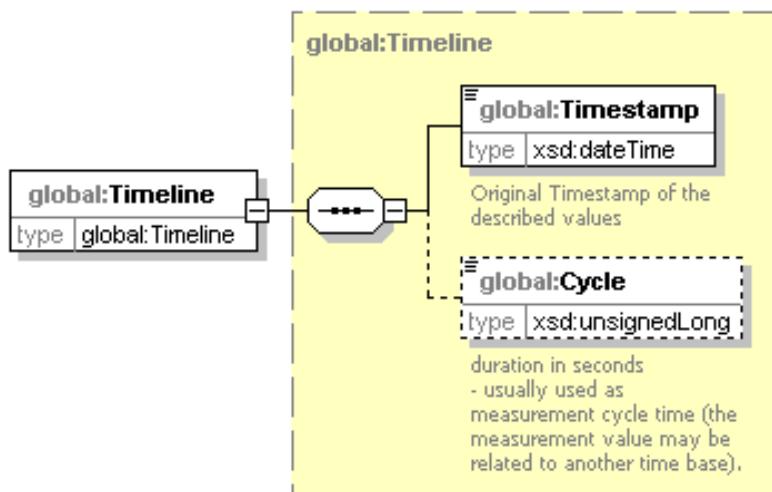 global:Timeline
global:Timestamp
type xsd:dateTime
Original Timestamp of the
described values
global:Timeline
type global:Timeline
global:Cycle
type xsd:unsignedLong
duration in seconds
- usually used as
measurement cycle time (the
measurement value may be
related to another time base).